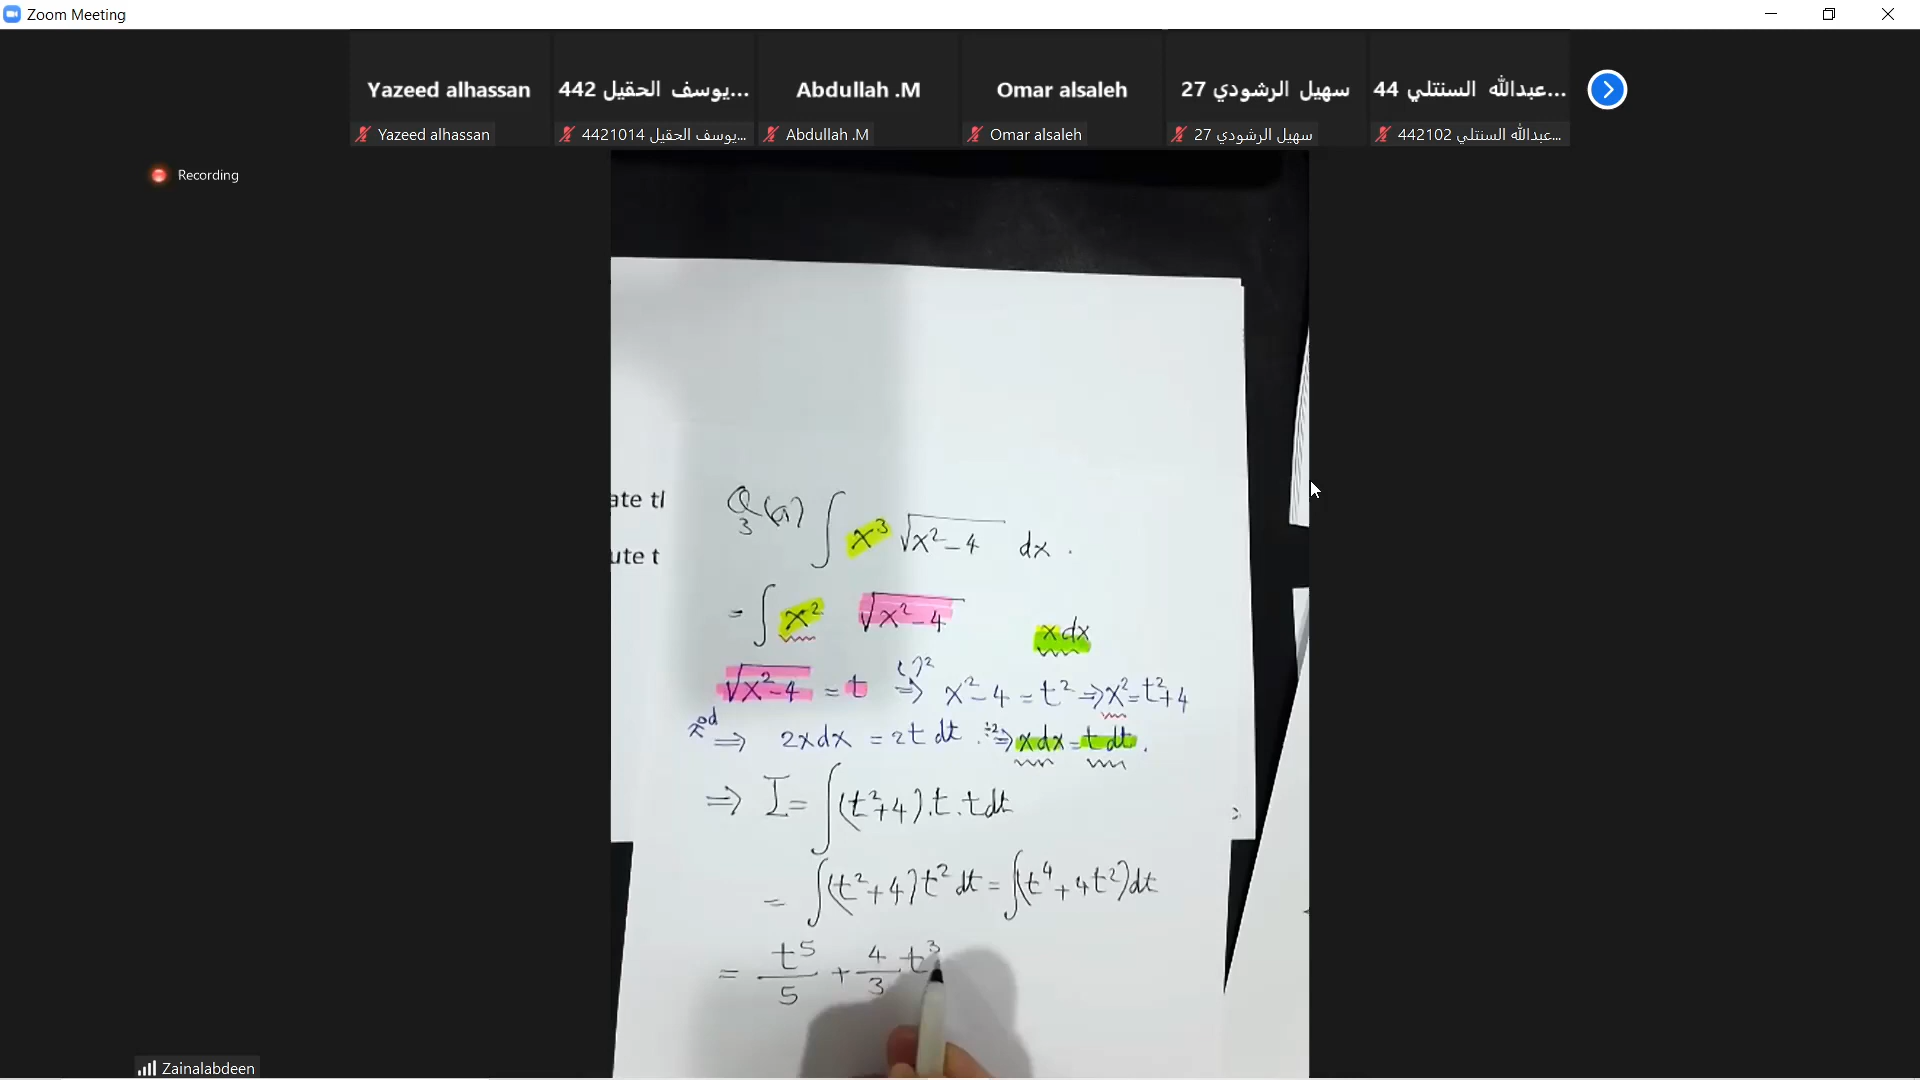 Zoom Meeting
Yazeed alhassan
يوسف الحقيل 442...
Abdullah .M
Omar alsaleh
سهيل الرشودي 27
عبدالله السنتلي 44...
Yazeed alhassan
يوسف الحقيل 4421014...
Abdullah .M
Omar alsaleh
سهيل الرشودي 27
عبدالله السنتلي 442102...
Recording
ate tl
ute t
Q3 (a) ∫ x³ √(x²-4) dx .
= ∫ x² √(x²-4) x dx
√(x²-4) = t ⇒ ( )² x²-4 = t² ⇒ x² = t²+4
⇒ 2x dx = 2t dt . ÷2 ⇒ x dx = t dt .
⇒ I = ∫ (t²+4).t.t dt
= ∫ (t²+4) t² dt = ∫ (t⁴+4t²) dt
= t⁵/5 + 4/3 t³
Zainalabdeen